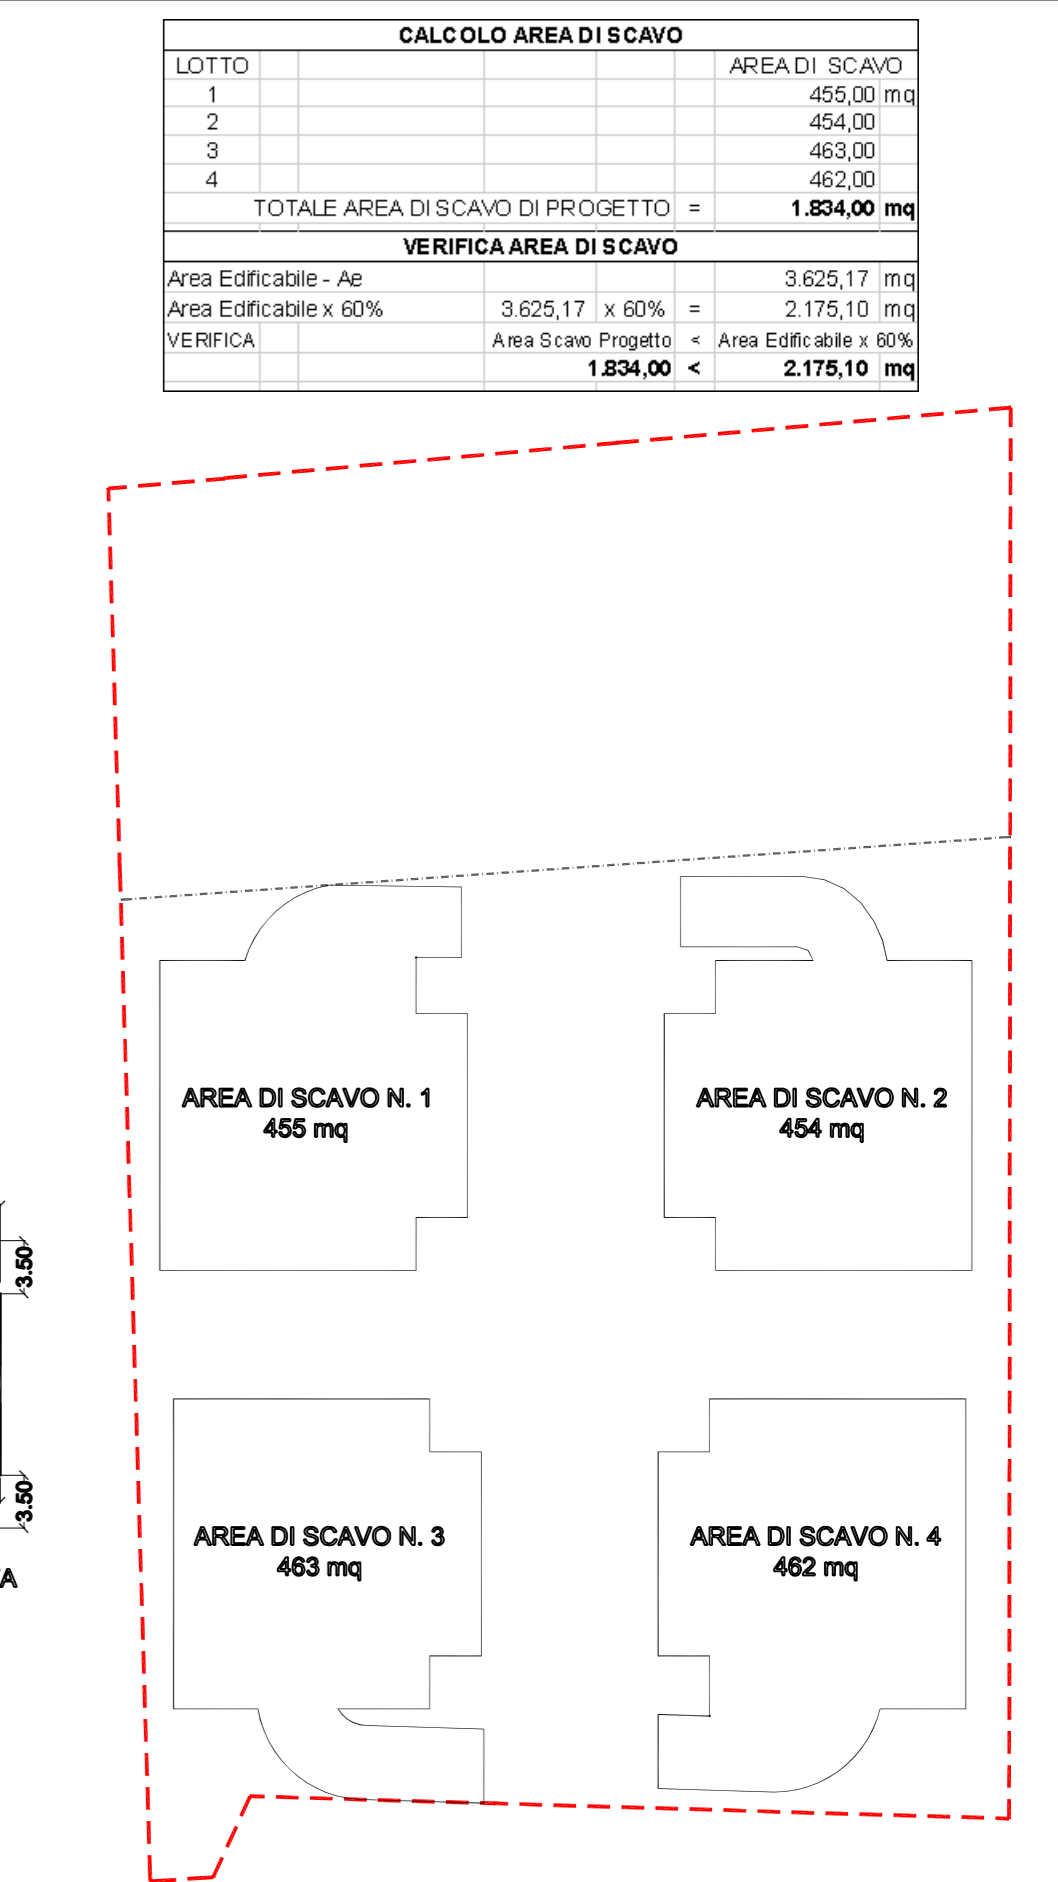 CALCOLO AREA DI SCAVO
LOTTO AREA DI SCAVO
1 455,00 mq
2 454,00
3 463,00
4 462,00
TOTALE AREA DI SCAVO DI PROGETTO = 1.834,00 mq
VERIFICA AREA DI SCAVO
Area Edificabile - Ae 3.625,17 mq
Area Edificabile x 60% 3.625,17 x 60% = 2.175,10 mq
VERIFICA Area Scavo Progetto < Area Edificabile x 60%
1.834,00 < 2.175,10 mq
AREA DI SCAVO N. 1
455 mq
AREA DI SCAVO N. 2
454 mq
3.50
3.50
AREA DI SCAVO N. 3
463 mq
AREA DI SCAVO N. 4
462 mq